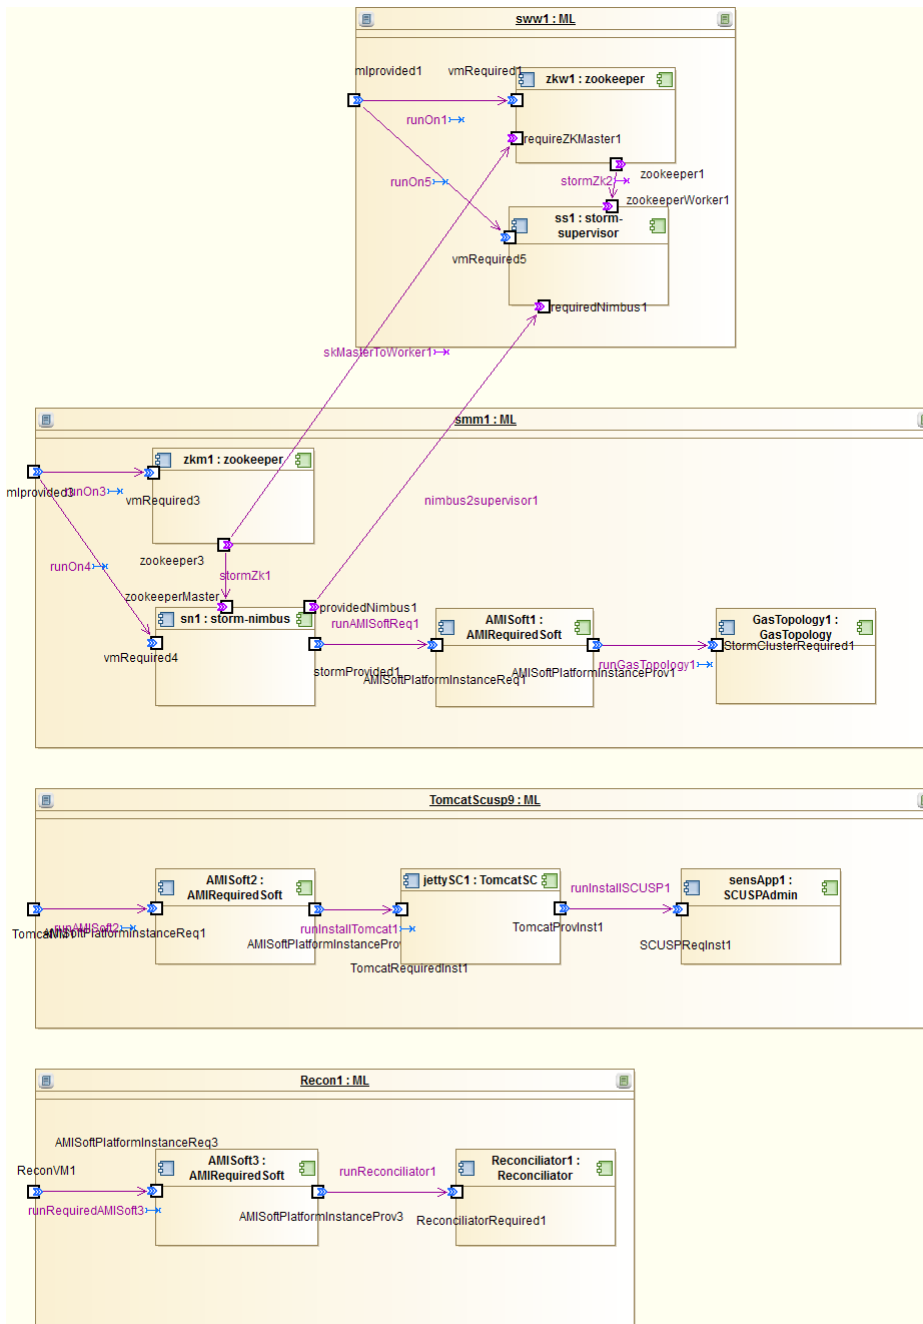 sww1 : ML
mlprovided1
vmRequired1
zkw1 : zookeeper
runOn1
requireZKMaster1
runOn5
stormZk2
zookeeper1
zookeeperWorker1
ss1 : storm-
supervisor
vmRequired5
requiredNimbus1
skMasterToWorker1
smm1 : ML
zkm1 : zookeeper
mlprovided3
runOn3
vmRequired3
nimbus2supervisor1
zookeeper3
runOn4
stormZk1
zookeeperMaster
providedNimbus1
sn1 : storm-nimbus
runAMISoftReq1
AMISoft1 :
AMIRequiredSoft
GasTopology1 :
GasTopology
vmRequired4
stormProvided1
StormClusterRequired1
runGasTopology1
AMISoftPlatformInstanceReq1
AMISoftPlatformInstanceProv1
TomcatScusp9 : ML
AMISoft2 :
AMIRequiredSoft
jettySC1 : TomcatSC
runInstallSCUSP1
sensApp1 :
SCUSPAdmin
TomcatVM1
runAMISoft2
AMISoftPlatformInstanceReq1
runInstallTomcat1
TomcatProvInst1
AMISoftPlatformInstanceProv
SCUSPReqInst1
TomcatRequiredInst1
Recon1 : ML
AMISoftPlatformInstanceReq3
AMISoft3 :
AMIRequiredSoft
runReconciliator1
Reconciliator1 :
Reconciliator
ReconVM1
runRequiredAMISoft3
AMISoftPlatformInstanceProv3
ReconciliatorRequired1